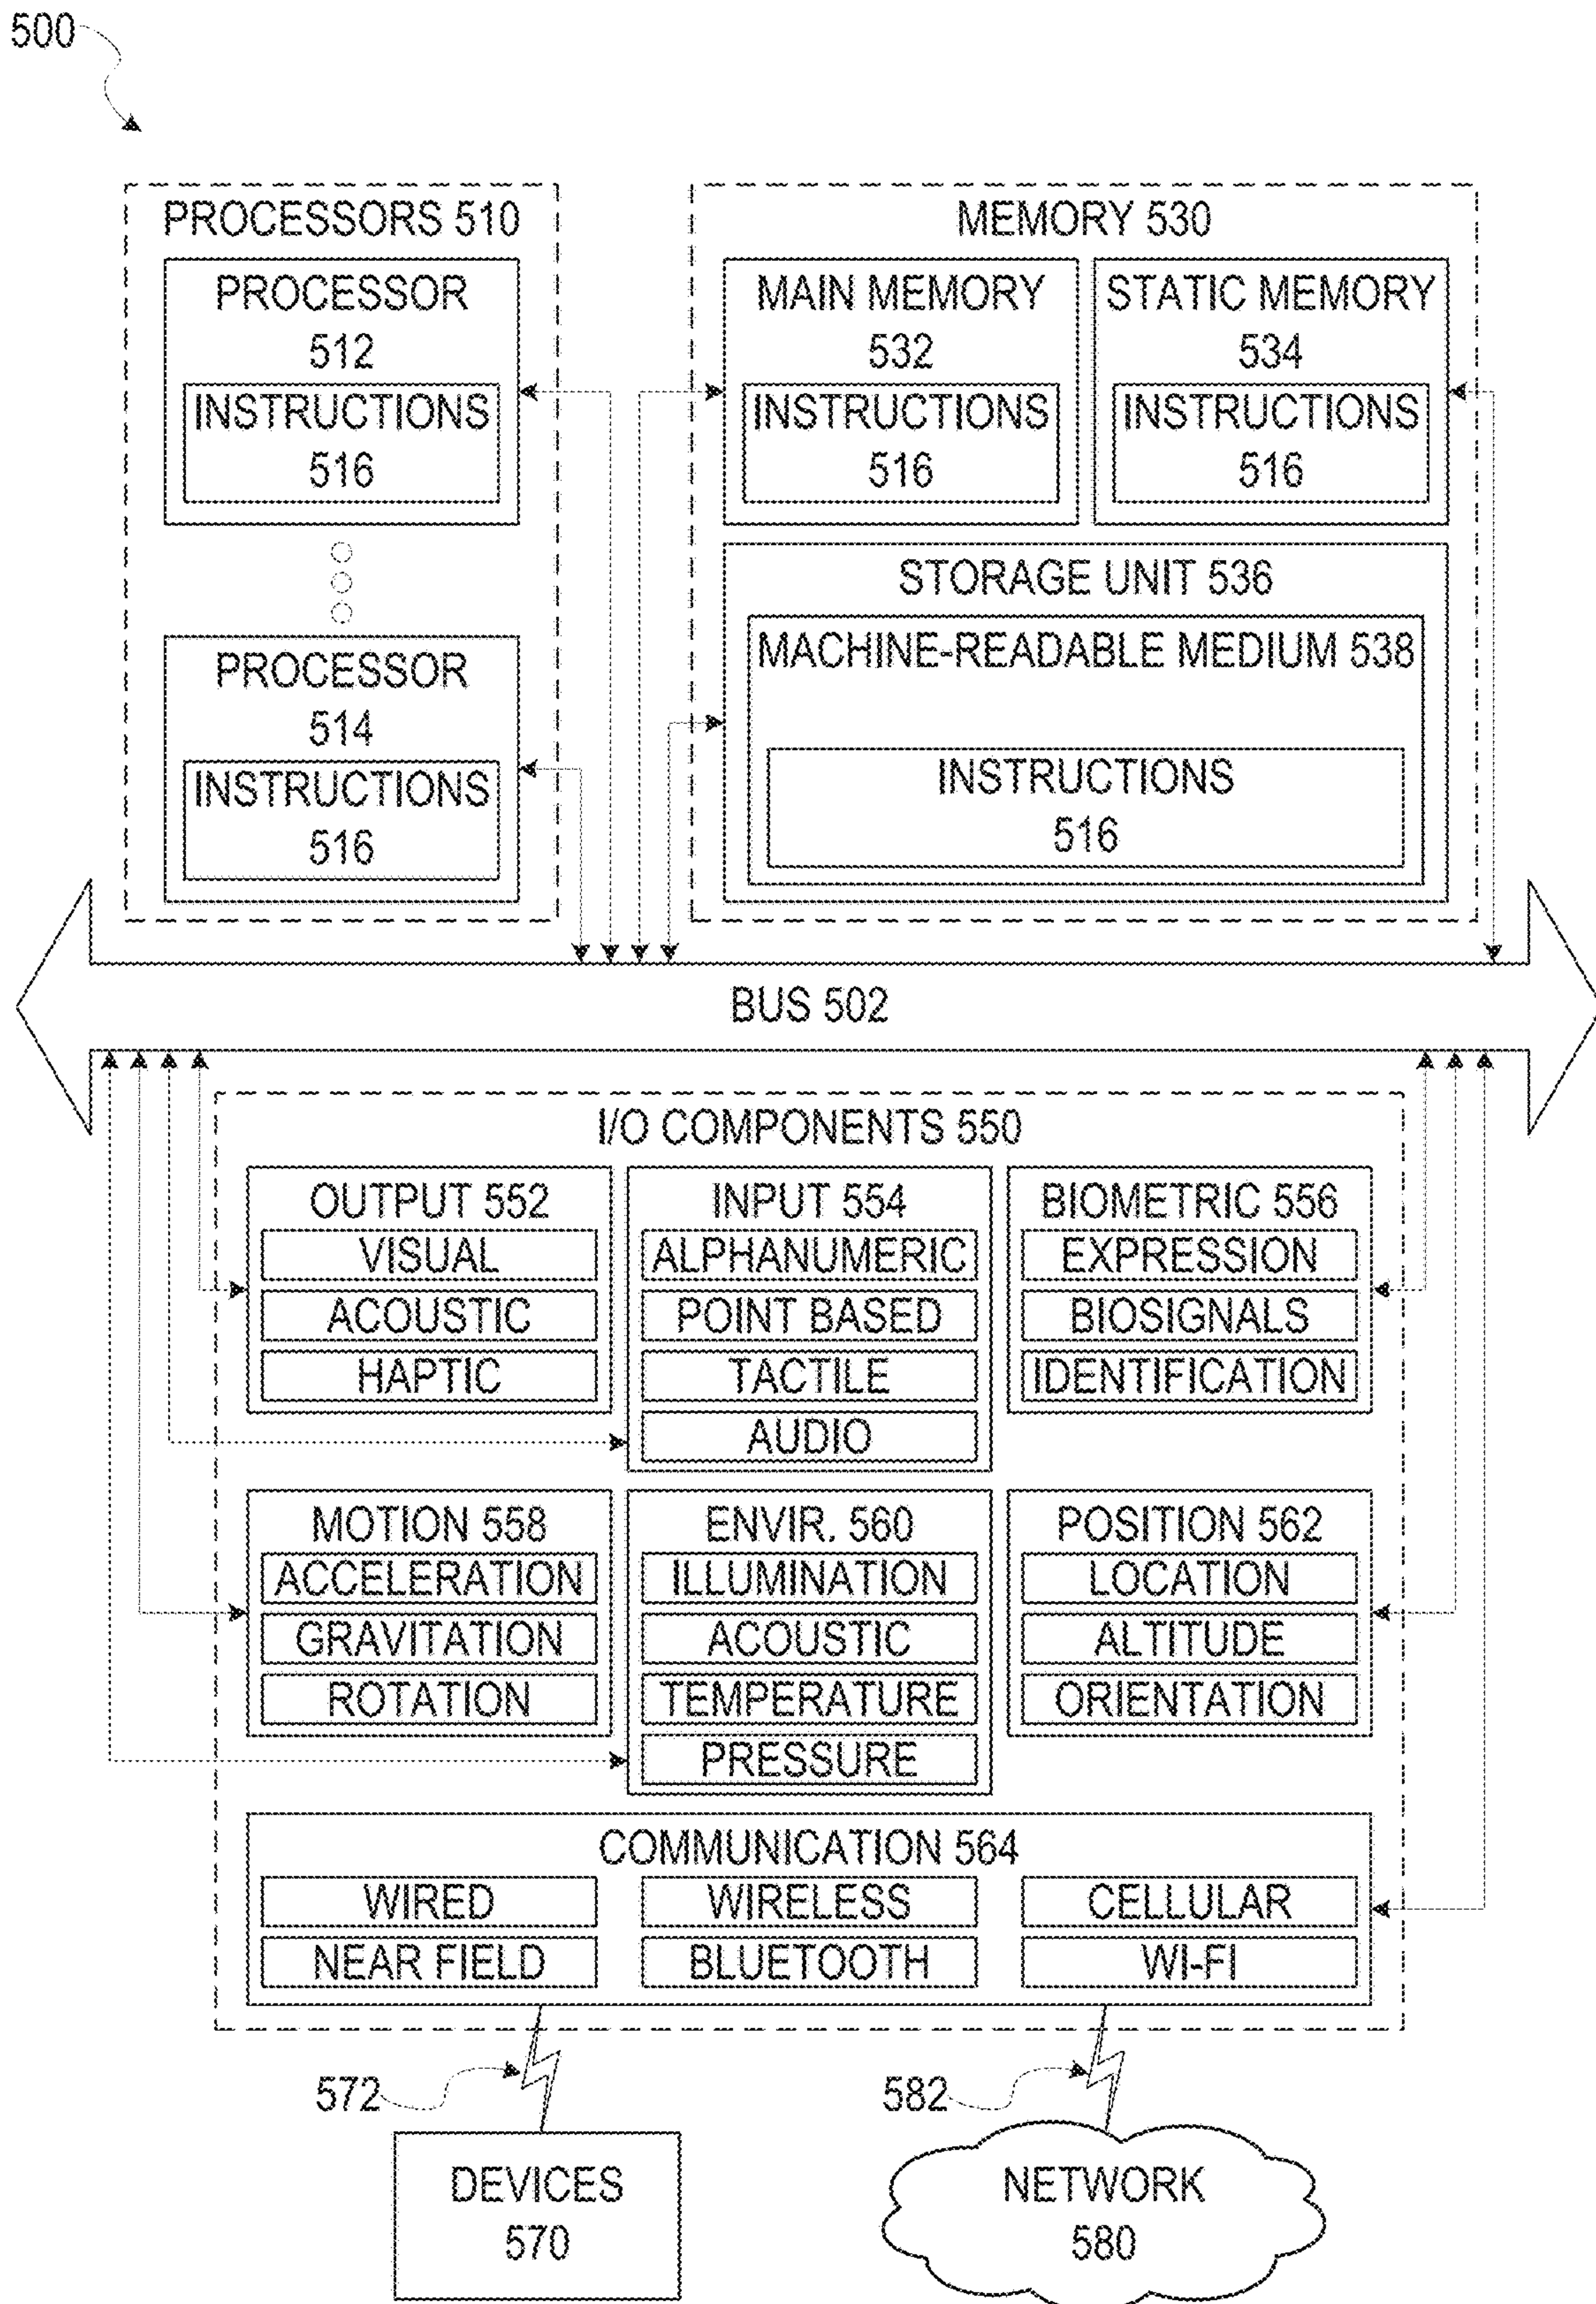 500
PROCESSORS 510
PROCESSOR
512
INSTRUCTIONS
516
PROCESSOR
514
INSTRUCTIONS
516
MEMORY 530
MAIN MEMORY
532
INSTRUCTIONS
516
STATIC MEMORY
534
INSTRUCTIONS
516
STORAGE UNIT 536
MACHINE-READABLE MEDIUM 538
INSTRUCTIONS
516
BUS 502
I/O COMPONENTS 550
OUTPUT 552
VISUAL
ACOUSTIC
HAPTIC
INPUT 554
ALPHANUMERIC
POINT BASED
TACTILE
AUDIO
BIOMETRIC 556
EXPRESSION
BIOSIGNALS
IDENTIFICATION
MOTION 558
ACCELERATION
GRAVITATION
ROTATION
ENVIR. 560
ILLUMINATION
ACOUSTIC
TEMPERATURE
PRESSURE
POSITION 562
LOCATION
ALTITUDE
ORIENTATION
COMMUNICATION 564
WIRED
WIRELESS
CELLULAR
NEAR FIELD
BLUETOOTH
WI-FI
572
582
DEVICES
570
NETWORK
580